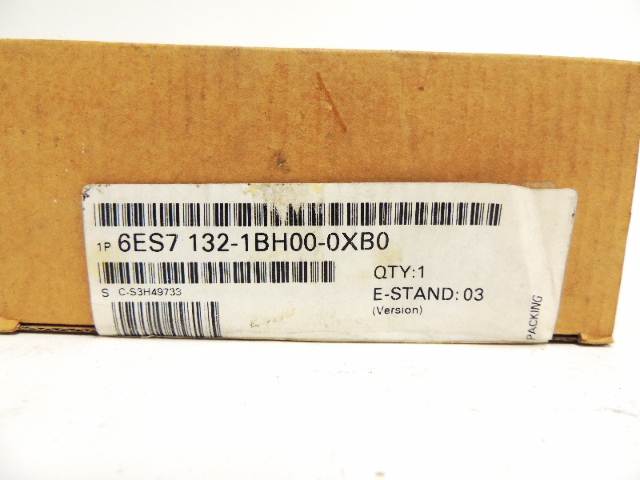 1P 6ES7 132-1BH00-0XB0
S C-S3H49733
QTY:1
E-STAND: 03
(Version)
PACKING